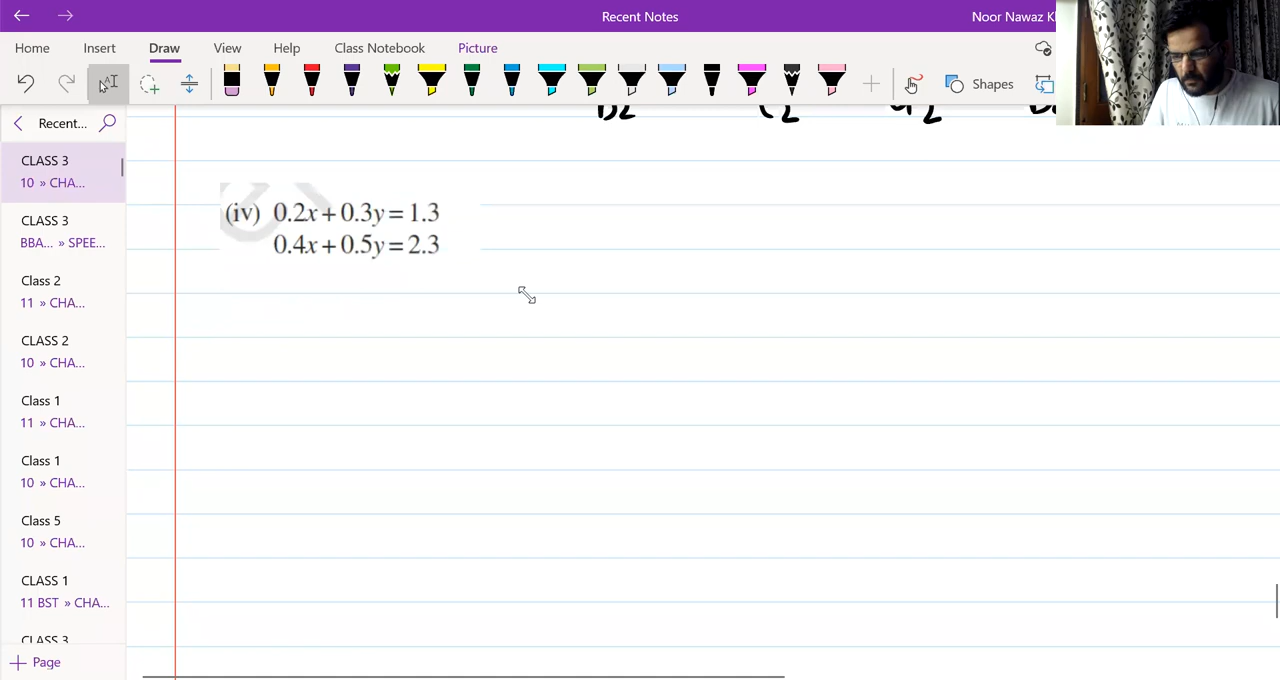 Recent Notes
Noor Nawaz
Home Insert Draw View Help Class Notebook Picture
Shapes
Recent...
CLASS 3
10 » CHA...
CLASS 3
BBA... » SPEE...
Class 2
11 » CHA...
CLASS 2
10 » CHA...
Class 1
11 » CHA...
Class 1
10 » CHA...
Class 5
10 » CHA...
CLASS 1
11 BST » CHA...
CLASS 3
Page
(iv) 0.2x + 0.3y = 1.3
0.4x + 0.5y = 2.3